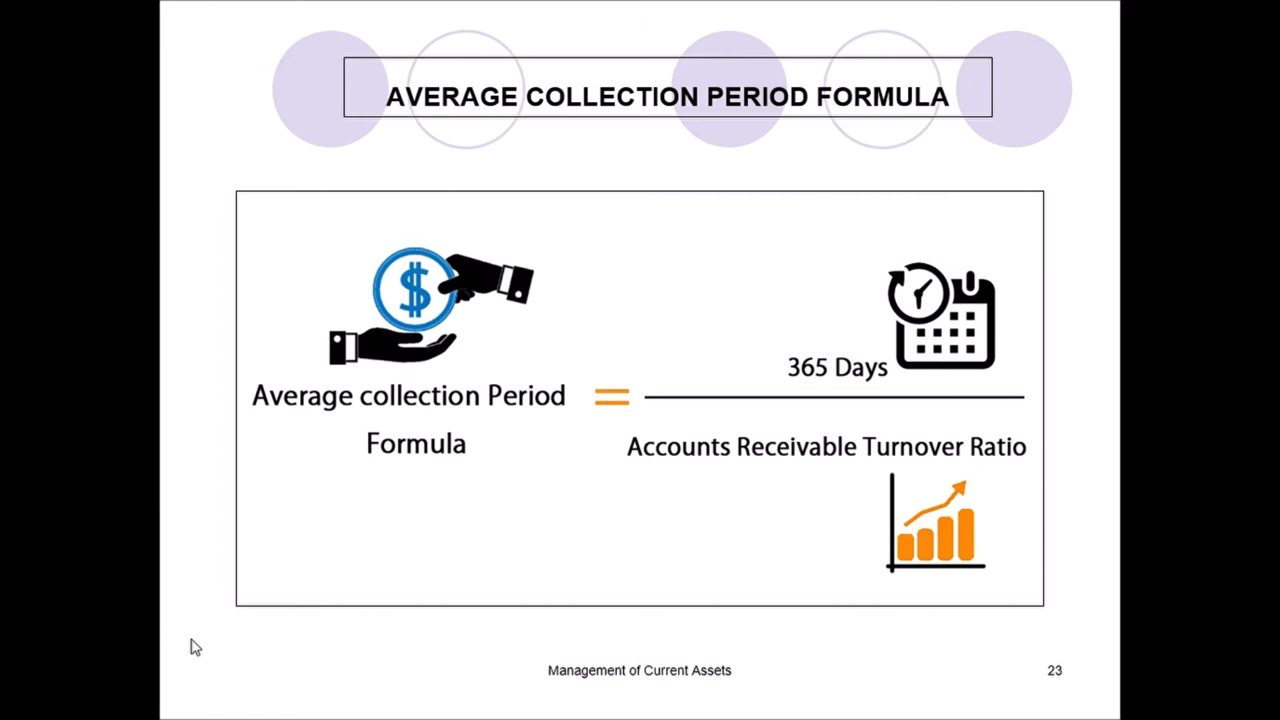 AVERAGE COLLECTION PERIOD FORMULA
$
365 Days
Average collection Period
=
Formula
Accounts Receivable Turnover Ratio
Management of Current Assets
23